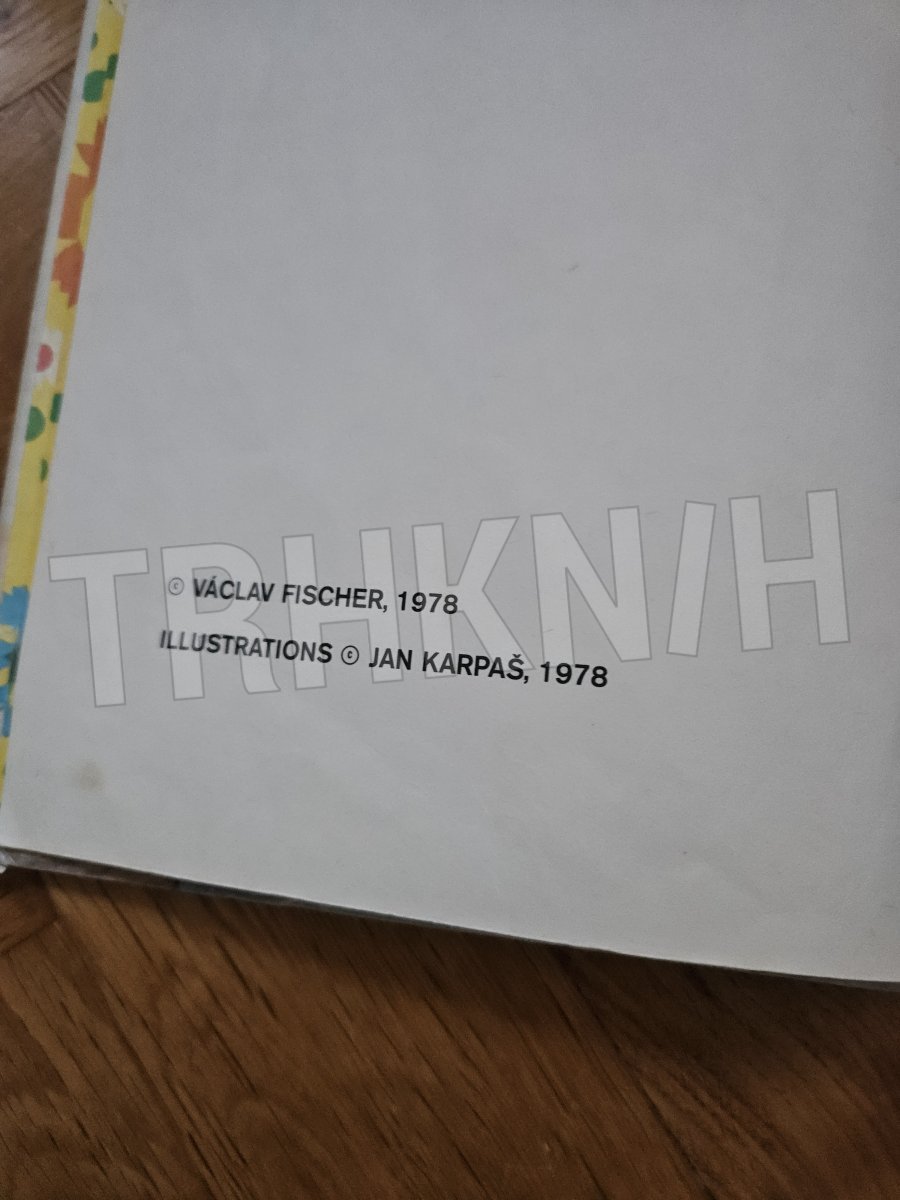 © VÁCLAV FISCHER, 1978
ILLUSTRATIONS © JAN KARPAŠ, 1978
TRHKNIH